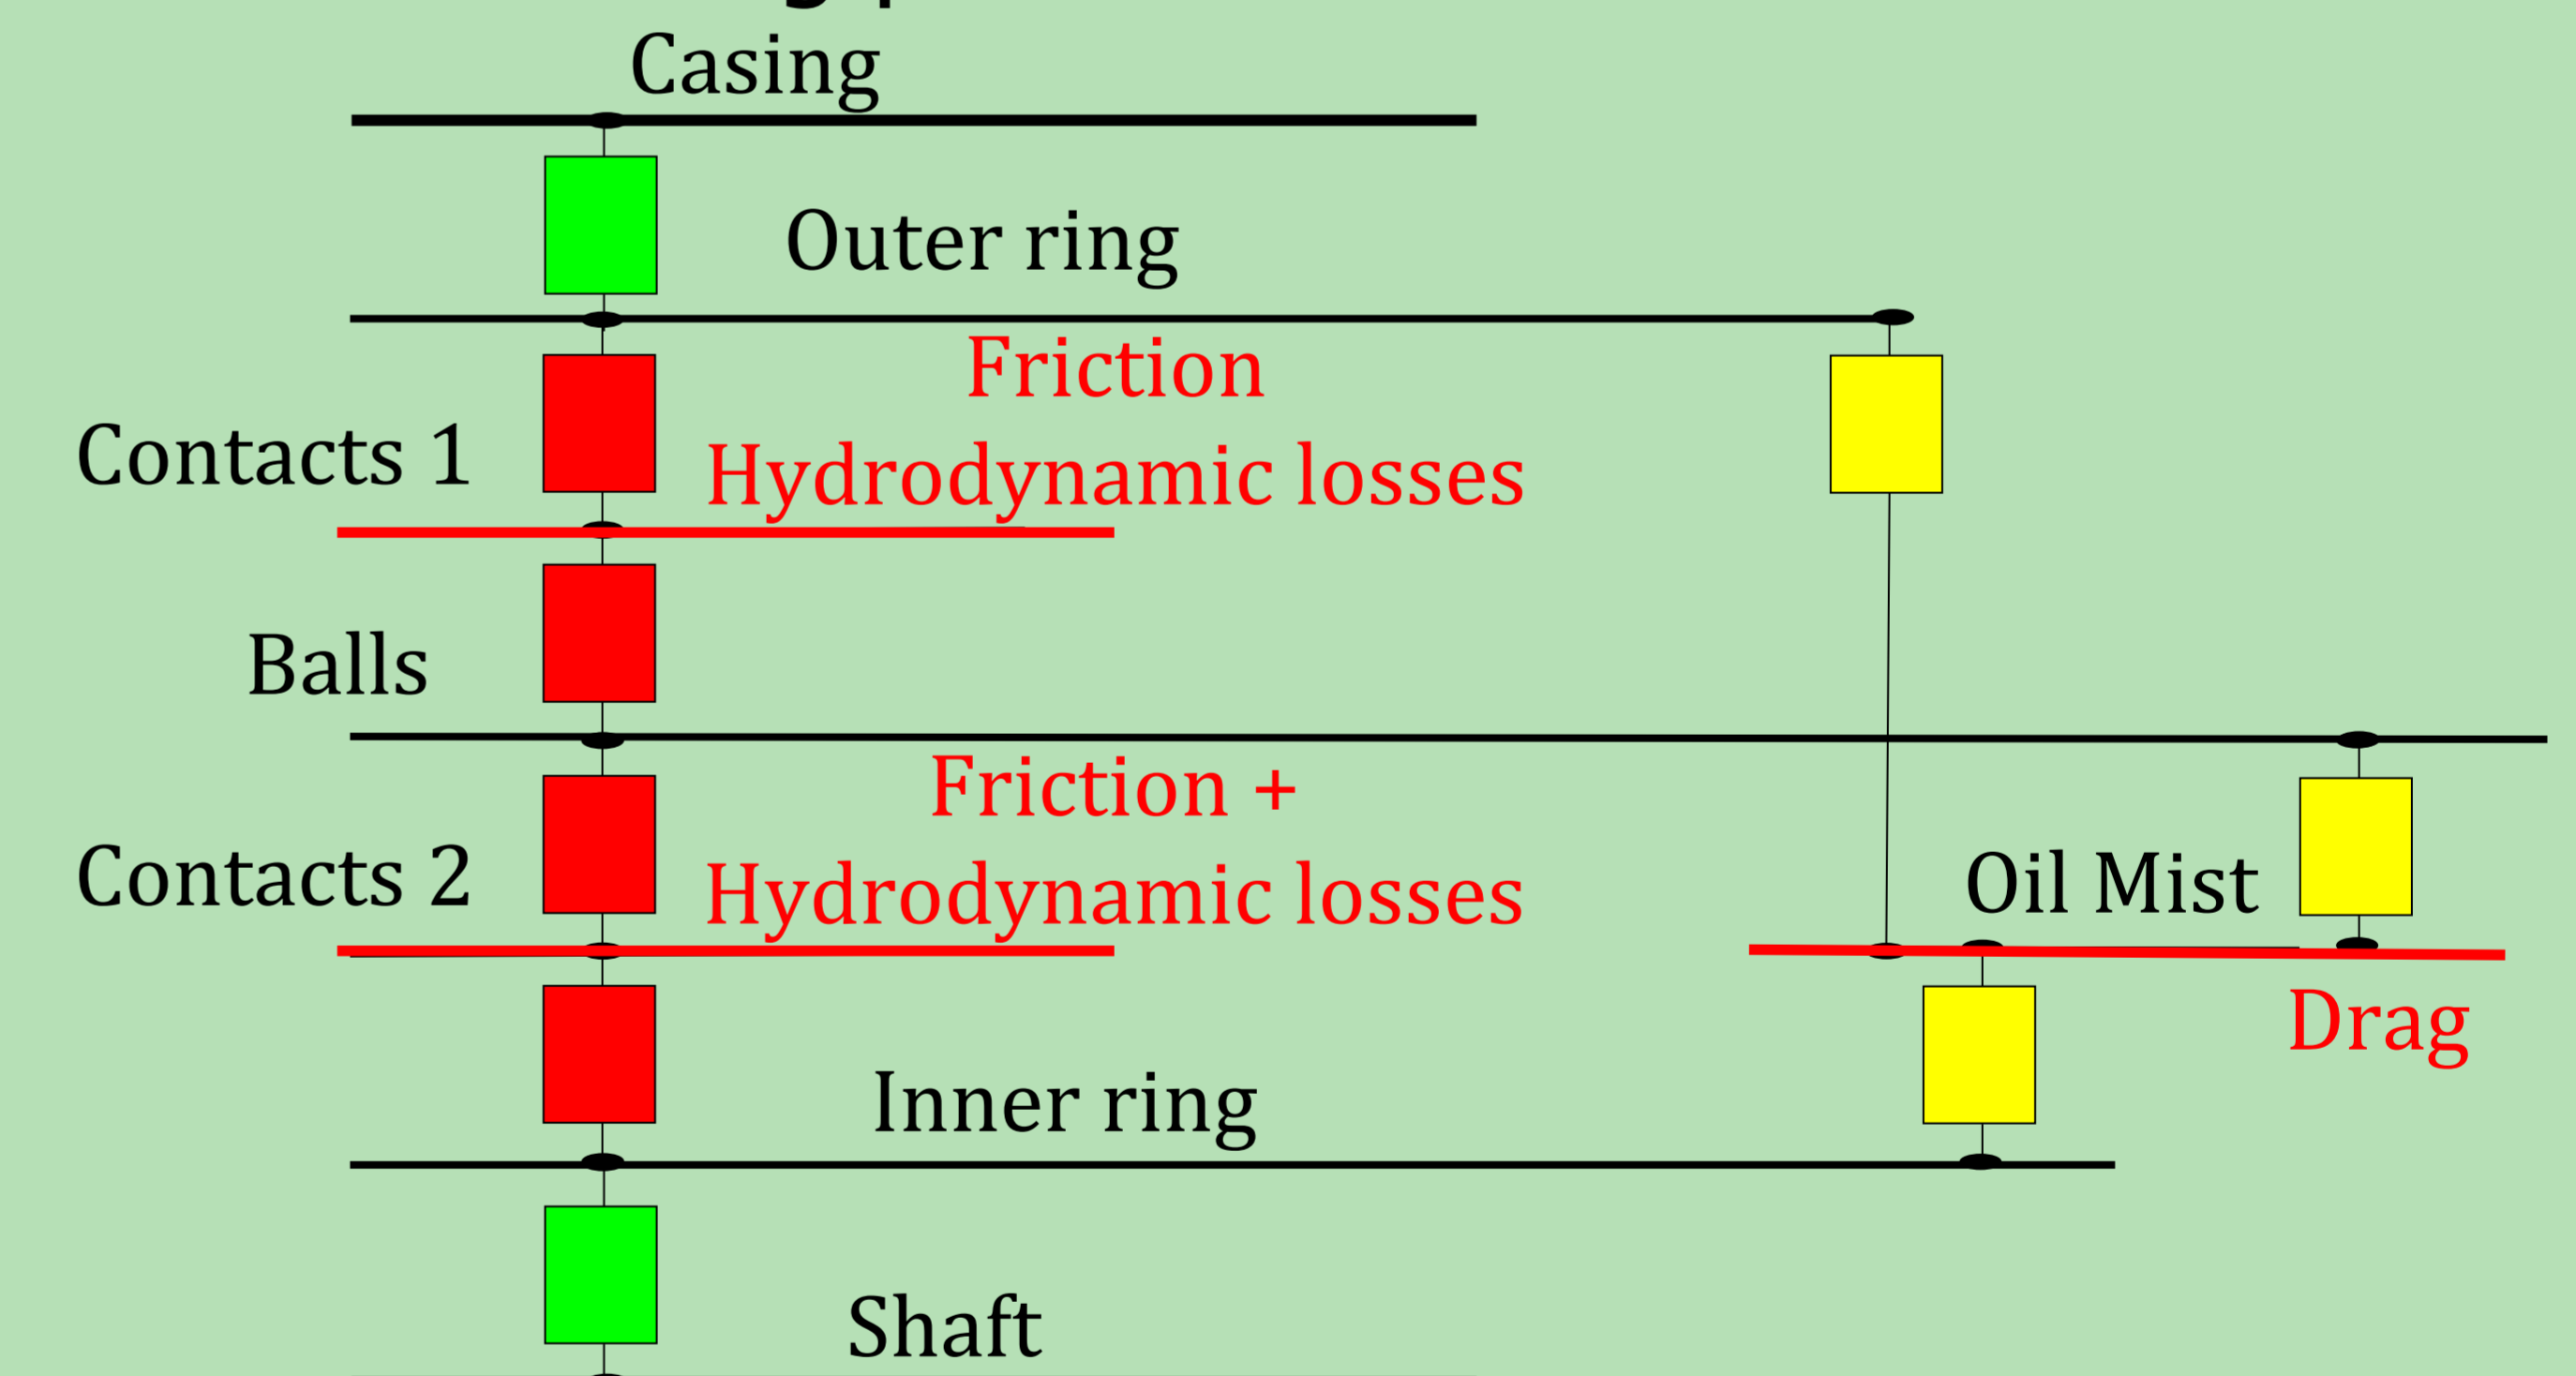 Casing
Outer ring
Friction
Contacts 1
Hydrodynamic losses
Balls
Friction +
Contacts 2
Hydrodynamic losses
Oil Mist
Drag
Inner ring
Shaft